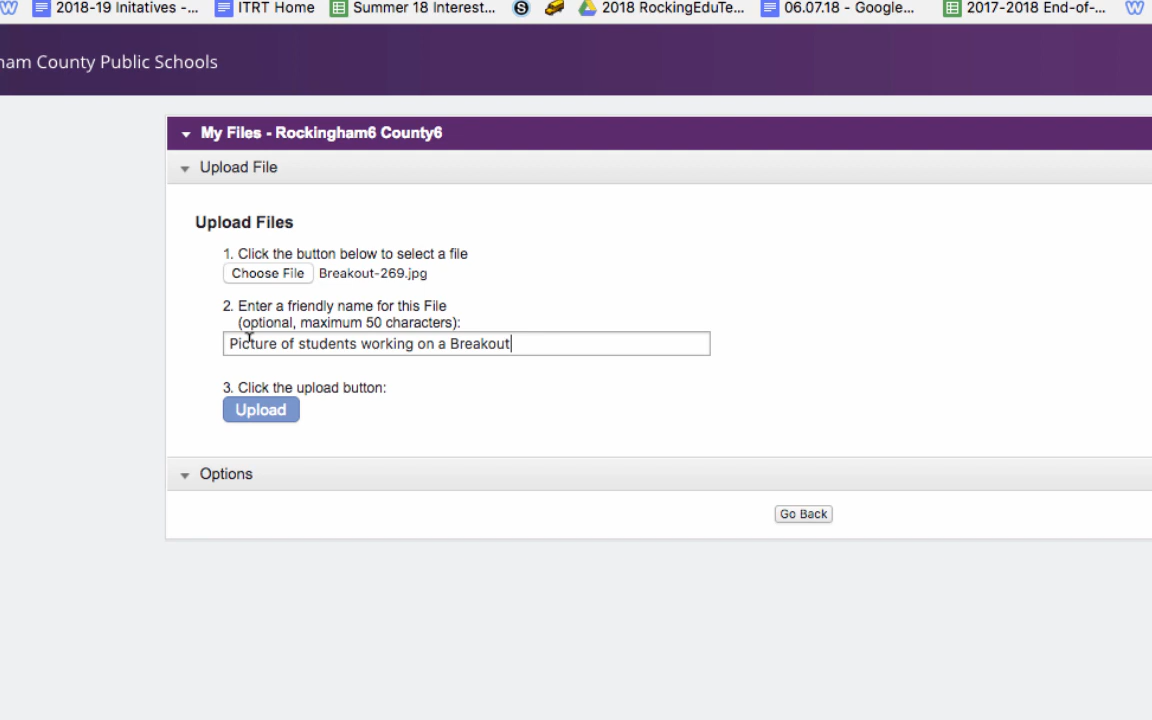 2018-19 Initatives -... ITRT Home Summer 18 Interest... 2018 RockingEduTe... 06.07.18 - Google... 2017-2018 End-of-...
ham County Public Schools
My Files - Rockingham6 County6
Upload File
Upload Files
1. Click the button below to select a file
Choose File Breakout-269.jpg
2. Enter a friendly name for this File
(optional, maximum 50 characters):
Picture of students working on a Breakout
3. Click the upload button:
Upload
Options
Go Back